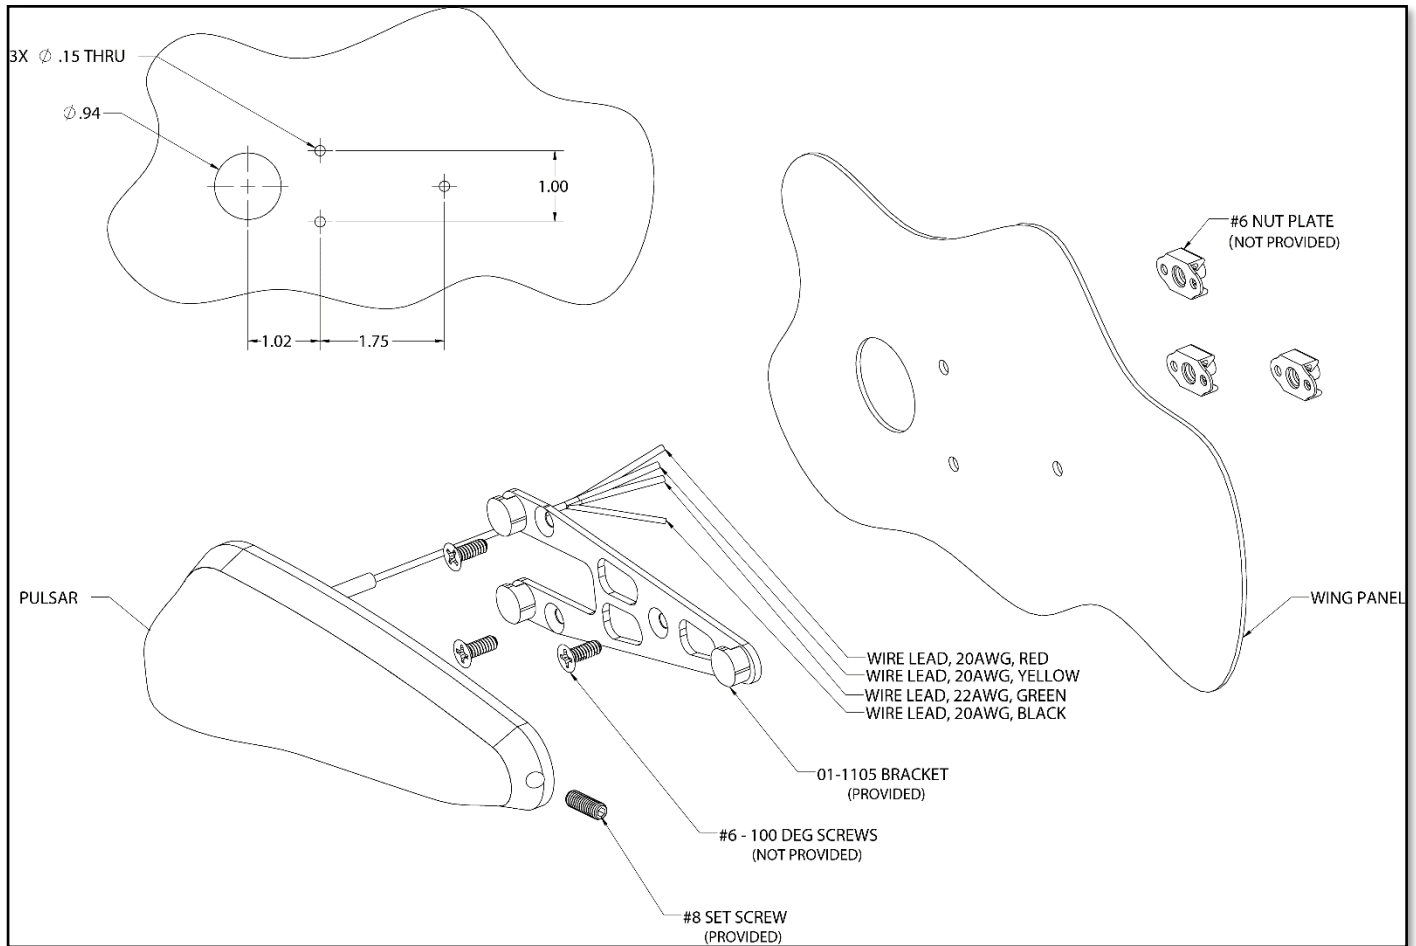 3X ∅ .15 THRU
∅.94
1.00
1.02
1.75
#6 NUT PLATE
(NOT PROVIDED)
PULSAR
WING PANEL
WIRE LEAD, 20AWG, RED
WIRE LEAD, 20AWG, YELLOW
WIRE LEAD, 22AWG, GREEN
WIRE LEAD, 20AWG, BLACK
01-1105 BRACKET
(PROVIDED)
#6 - 100 DEG SCREWS
(NOT PROVIDED)
#8 SET SCREW
(PROVIDED)